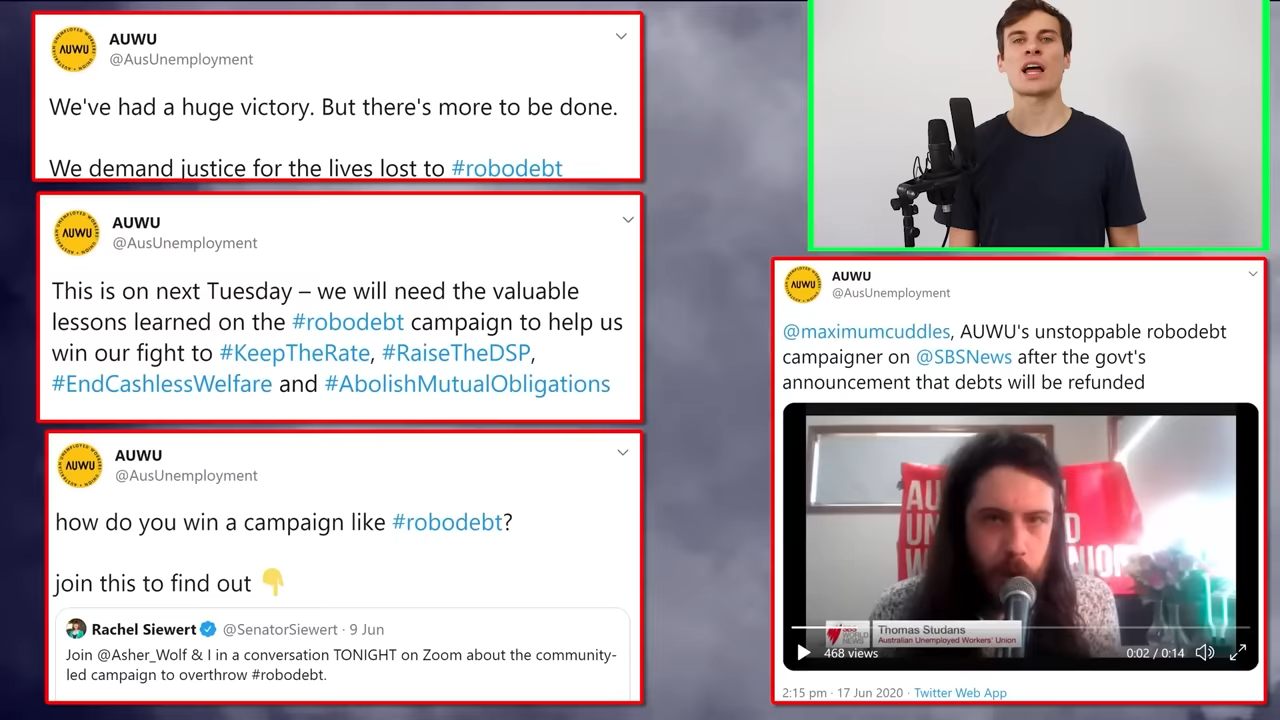 AUWU
@AusUnemployment
We've had a huge victory. But there's more to be done.
We demand justice for the lives lost to #robodebt
AUWU
@AusUnemployment
This is on next Tuesday – we will need the valuable
lessons learned on the #robodebt campaign to help us
win our fight to #KeepTheRate, #RaiseTheDSP,
#EndCashlessWelfare and #AbolishMutualObligations
AUWU
@AusUnemployment
how do you win a campaign like #robodebt?
join this to find out
Rachel Siewert @SenatorSiewert · 9 Jun
Join @Asher_Wolf & I in a conversation TONIGHT on Zoom about the community-
led campaign to overthrow #robodebt.
AUWU
@AusUnemployment
@maximumcuddles, AUWU's unstoppable robodebt
campaigner on @SBSNews after the govt's
announcement that debts will be refunded
Thomas Studans
Australian Unemployed Workers' Union
468 views
0:02 / 0:14
2:15 pm · 17 Jun 2020 · Twitter Web App